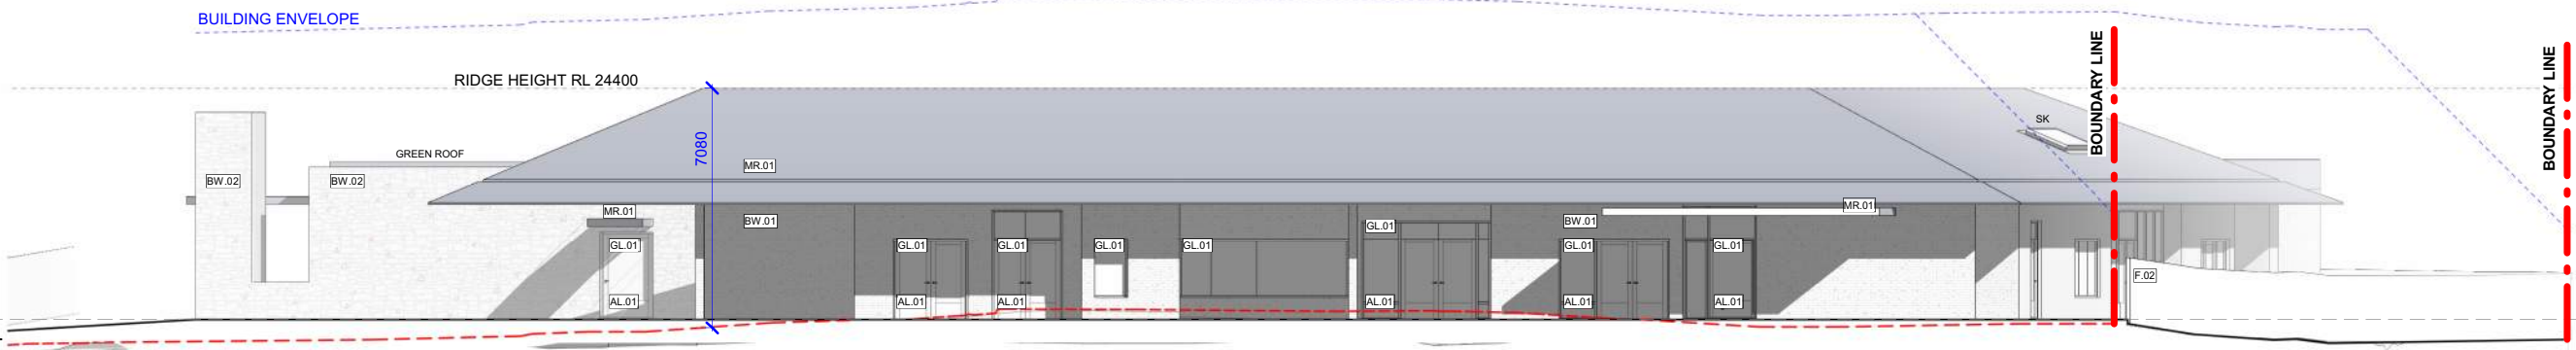 BUILDING ENVELOPE
RIDGE HEIGHT RL 24400
BOUNDARY LINE
BOUNDARY LINE
SK
7080
GREEN ROOF
MR.01
BW.02
BW.02
MR.01
MR.01
BW.01
BW.01
GL.01
GL.01
GL.01
GL.01
GL.01
GL.01
GL.01
GL.01
F.02
AL.01
AL.01
AL.01
AL.01
AL.01
AL.01